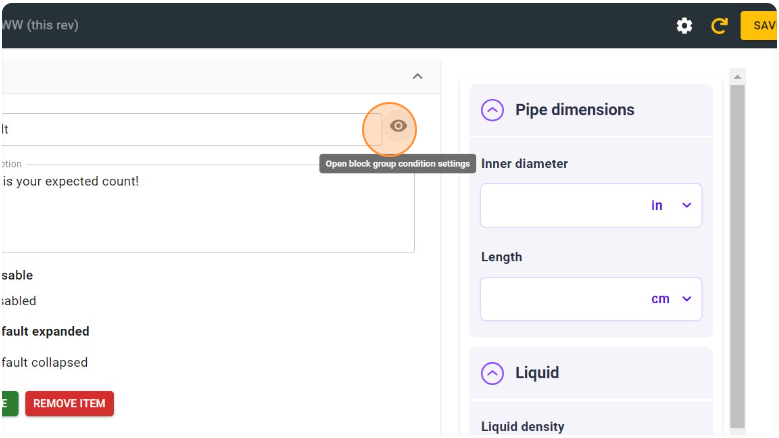 WW (this rev)
SAV
lt
Open block group condition settings
ption
is your expected count!
sable
sabled
fault expanded
fault collapsed
E
REMOVE ITEM
Pipe dimensions
Inner diameter
in
Length
cm
Liquid
Liquid density